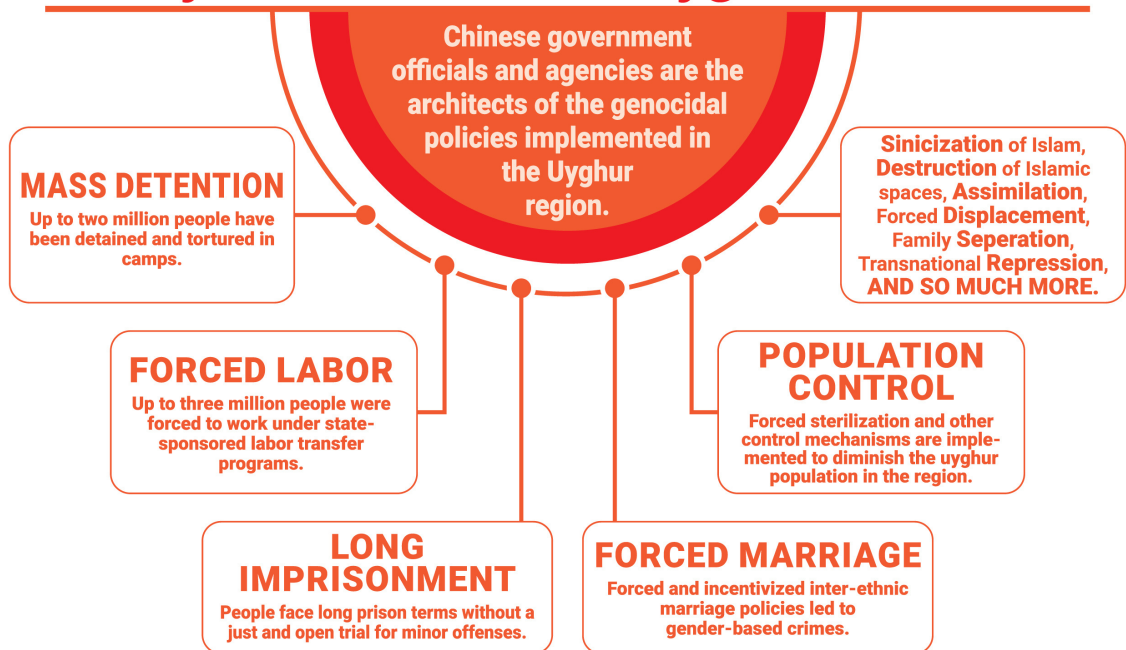 Chinese government
officials and agencies are the
architects of the genocidal
policies implemented in
the Uyghur
region.
MASS DETENTION
Up to two million people have
been detained and tortured in
camps.
Sinicization of Islam,
Destruction of Islamic
spaces, Assimilation,
Forced Displacement,
Family Seperation,
Transnational Repression,
AND SO MUCH MORE.
FORCED LABOR
Up to three million people were
forced to work under state-
sponsored labor transfer
programs.
POPULATION
CONTROL
Forced sterilization and other
control mechanisms are imple-
mented to diminish the uyghur
population in the region.
LONG
IMPRISONMENT
People face long prison terms without a
just and open trial for minor offenses.
FORCED MARRIAGE
Forced and incentivized inter-ethnic
marriage policies led to
gender-based crimes.